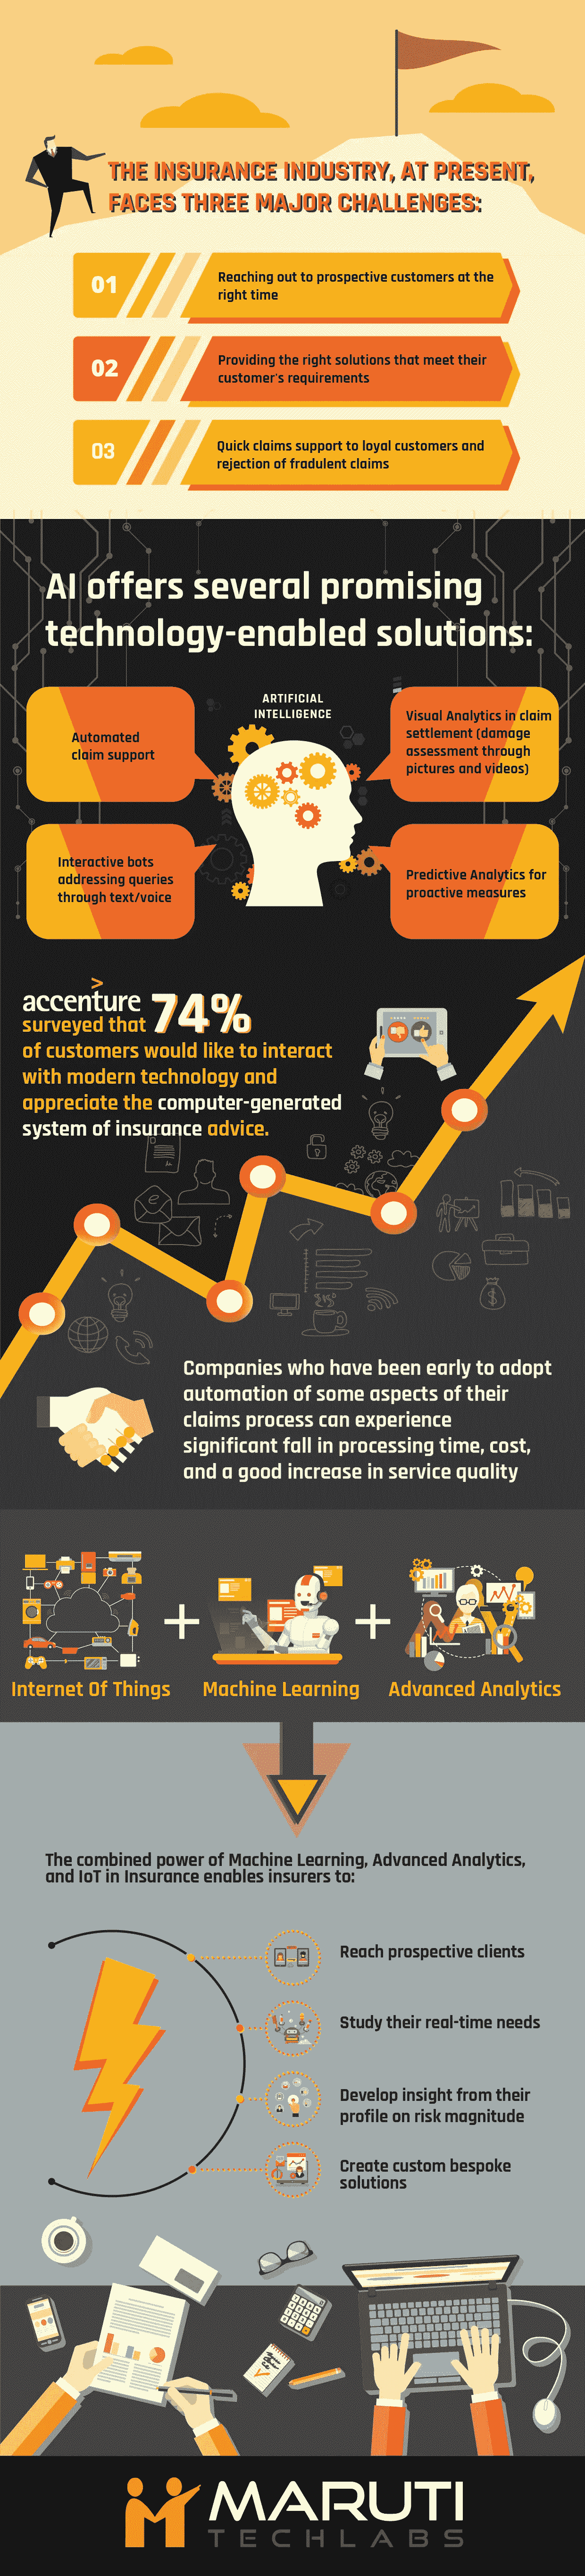 THE INSURANCE INDUSTRY, AT PRESENT,
FACES THREE MAJOR CHALLENGES:
01
Reaching out to prospective customers at the
right time
02
Providing the right solutions that meet their
customer's requirements
03
Quick claims support to loyal customers and
rejection of fradulent claims
AI offers several promising
technology-enabled solutions:
ARTIFICIAL
INTELLIGENCE
Automated
claim support
Visual Analytics in claim
settlement (damage
assessment through
pictures and videos)
Interactive bots
addressing queries
through text/voice
Predictive Analytics for
proactive measures
accenture 74%
surveyed that
of customers would like to interact
with modern technology and
appreciate the computer-generated
system of insurance advice.
Companies who have been early to adopt
automation of some aspects of their
claims process can experience
significant fall in processing time, cost,
and a good increase in service quality
Internet Of Things
Machine Learning
Advanced Analytics
The combined power of Machine Learning, Advanced Analytics,
and IoT in Insurance enables insurers to:
Reach prospective clients
Study their real-time needs
Develop insight from their
profile on risk magnitude
Create custom bespoke
solutions
MARUTI
TECHLABS